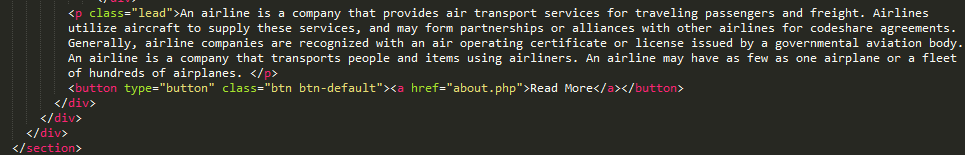 <p class="lead">An airline is a company that provides air transport services for traveling passengers and freight. Airlines
utilize aircraft to supply these services, and may form partnerships or alliances with other airlines for codeshare agreements.
Generally, airline companies are recognized with an air operating certificate or license issued by a governmental aviation body.
An airline is a company that transports people and items using airliners. An airline may have as few as one airplane or a fleet
of hundreds of airplanes. </p>
<button type="button" class="btn btn-default"><a href="about.php">Read More</a></button>
</div>
</div>
</div>
</section>